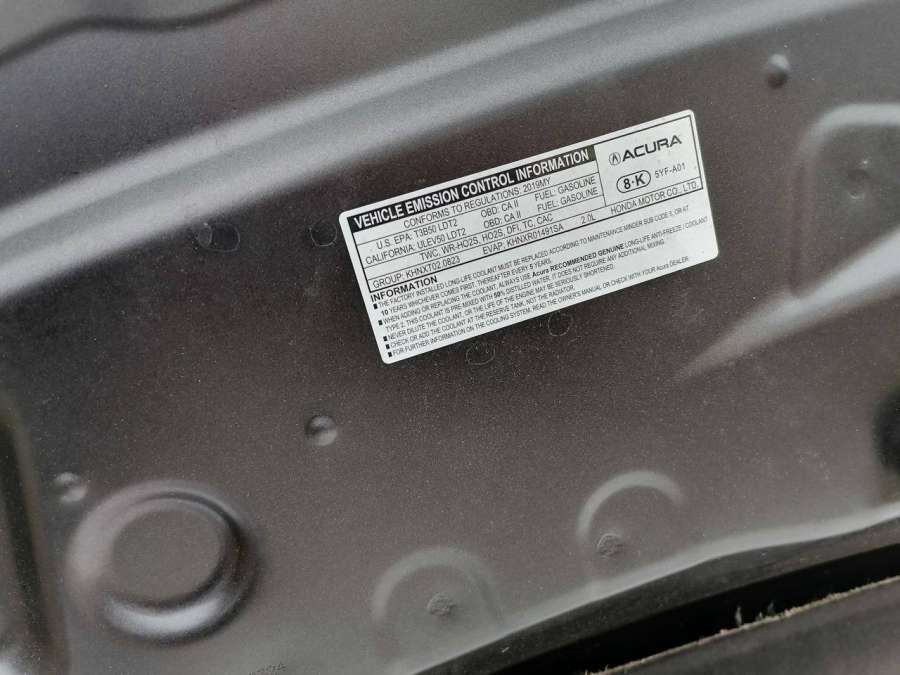 VEHICLE EMISSION CONTROL INFORMATION
CONFORMS TO REGULATIONS: 2019MY
U.S. EPA: T3B50 LDT2 OBD: CA II FUEL: GASOLINE
CALIFORNIA: ULEV50 LDT2 OBD: CA II FUEL: GASOLINE
TWC, WR-HO2S, HO2S, DFI, TC, CAC
GROUP: KHNXT02.0823 EVAP: KHNXR01491SA 2.0L
ACURA
8-K 5YF-A01
HONDA MOTOR CO., LTD.
INFORMATION
■ THE FACTORY INSTALLED LONG-LIFE COOLANT MUST BE REPLACED ACCORDING TO MAINTENANCE MINDER SUB CODE 5, OR AT
10 YEARS WHICHEVER COMES FIRST, THEREAFTER EVERY 5 YEARS.
■ WHEN ADDING OR REPLACING THE COOLANT, ALWAYS USE Acura RECOMMENDED GENUINE LONG-LIFE ANTI-FREEZE/COOLANT
TYPE 2. THIS COOLANT IS PRE-MIXED WITH 50% DISTILLED WATER. IT DOES NOT REQUIRE ANY ADDITIONAL MIXING.
■ NEVER DILUTE THE COOLANT, OR THE LIFE OF THE ENGINE MAY BE SERIOUSLY SHORTENED.
■ CHECK OR ADD THE COOLANT AT THE RESERVE TANK, NOT THE RADIATOR.
■ FOR FURTHER INFORMATION ON THE COOLING SYSTEM, READ THE OWNER'S MANUAL OR CHECK WITH YOUR Acura DEALER.